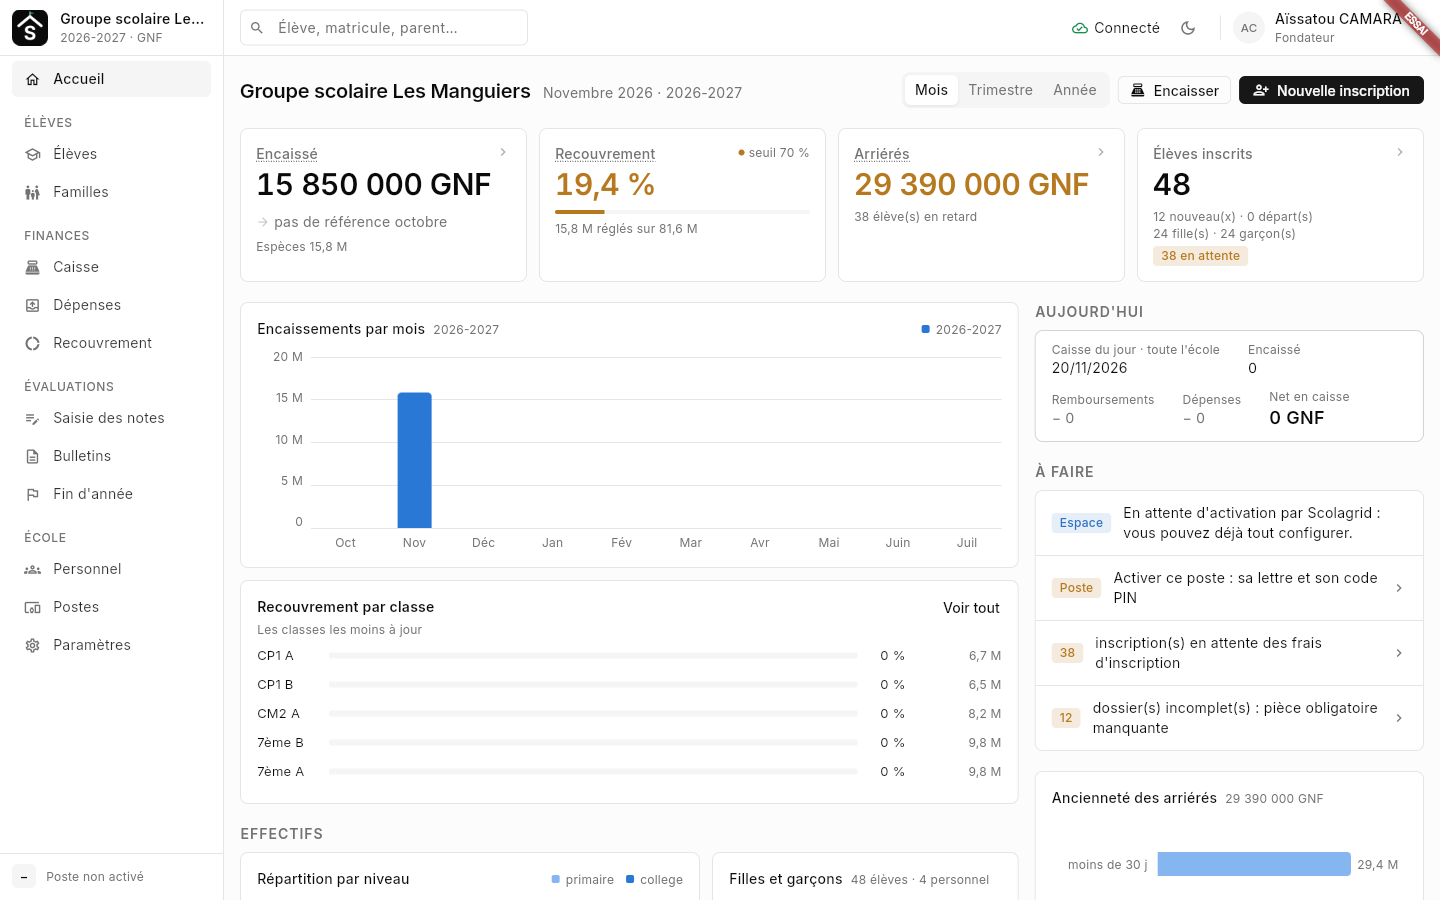 Groupe scolaire Le...
2026-2027 · GNF
Élève, matricule, parent...
Connecté
AC
Aïssatou CAMARA
Fondateur
ESSAI
Accueil
ÉLÈVES
Élèves
Familles
FINANCES
Caisse
Dépenses
Recouvrement
ÉVALUATIONS
Saisie des notes
Bulletins
Fin d'année
ÉCOLE
Personnel
Postes
Paramètres
– Poste non activé
Groupe scolaire Les Manguiers Novembre 2026 · 2026-2027
Mois Trimestre Année
Encaisser
Nouvelle inscription
Encaissé
15 850 000 GNF
→ pas de référence octobre
Espèces 15,8 M
Recouvrement
seuil 70 %
19,4 %
15,8 M réglés sur 81,6 M
Arriérés
29 390 000 GNF
38 élève(s) en retard
Élèves inscrits
48
12 nouveau(x) · 0 départ(s)
24 fille(s) · 24 garçon(s)
38 en attente
Encaissements par mois 2026-2027
2026-2027
20 M
15 M
10 M
5 M
0
Oct Nov Déc Jan Fév Mar Avr Mai Juin Juil
Recouvrement par classe
Voir tout
Les classes les moins à jour
CP1 A 0 % 6,7 M
CP1 B 0 % 6,5 M
CM2 A 0 % 8,2 M
7ème B 0 % 9,8 M
7ème A 0 % 9,8 M
EFFECTIFS
Répartition par niveau
primaire college
Filles et garçons 48 élèves · 4 personnel
AUJOURD'HUI
Caisse du jour · toute l'école
20/11/2026
Encaissé
0
Remboursements
– 0
Dépenses
– 0
Net en caisse
0 GNF
À FAIRE
Espace
En attente d'activation par Scolagrid :
vous pouvez déjà tout configurer.
Poste
Activer ce poste : sa lettre et son code
PIN
38
inscription(s) en attente des frais
d'inscription
12
dossier(s) incomplet(s) : pièce obligatoire
manquante
Ancienneté des arriérés 29 390 000 GNF
moins de 30 j 29,4 M